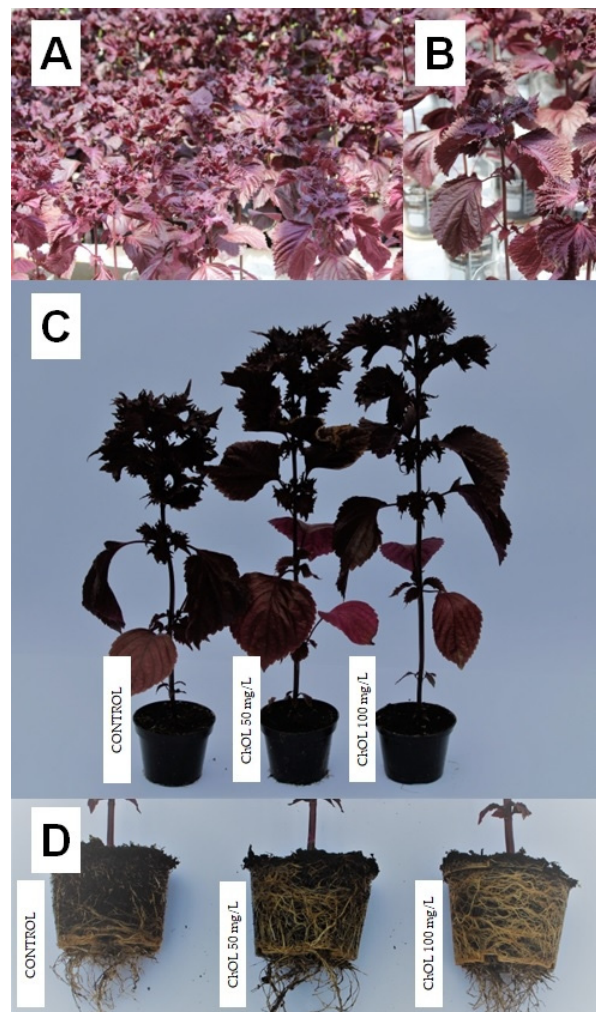 A
B
C
CONTROL
ChOL 50 mg/L
ChOL 100 mg/L
D
CONTROL
ChOL 50 mg/L
ChOL 100 mg/L